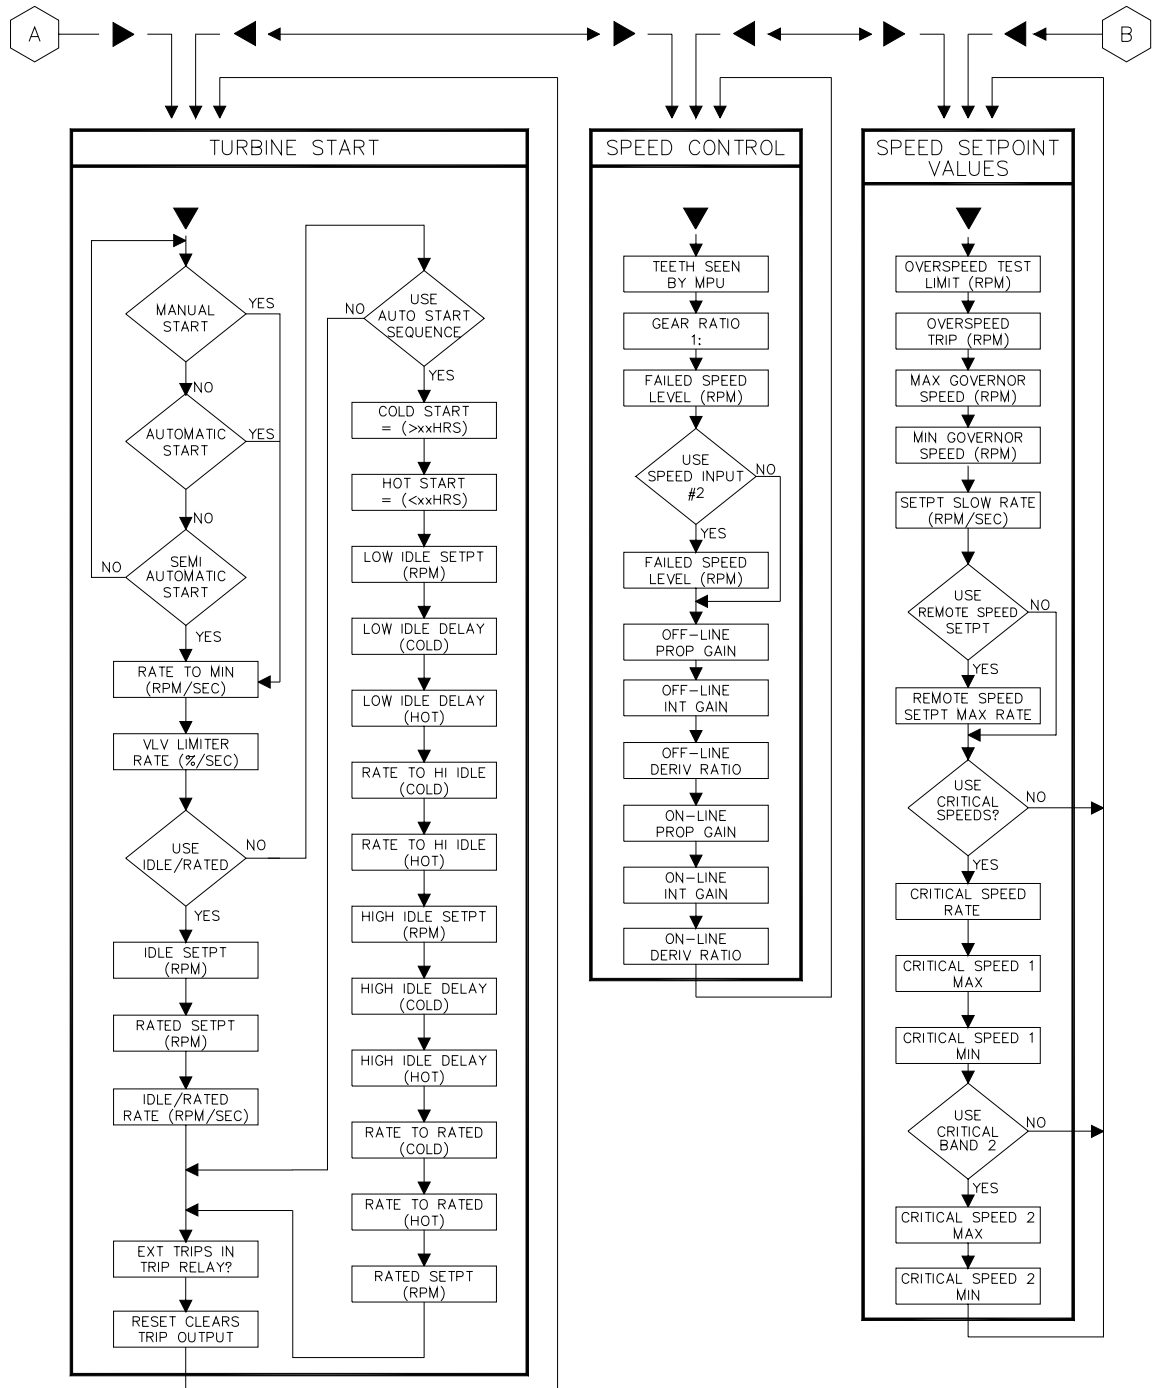 A
B
TURBINE START
MANUAL
START
YES
NO
AUTOMATIC
START
YES
NO
SEMI
AUTOMATIC
START
NO
YES
RATE TO MIN
(RPM/SEC)
VLV LIMITER
RATE (%/SEC)
USE
IDLE/RATED
NO
YES
IDLE SETPT
(RPM)
RATED SETPT
(RPM)
IDLE/RATED
RATE (RPM/SEC)
EXT TRIPS IN
TRIP RELAY?
RESET CLEARS
TRIP OUTPUT
USE
AUTO START
SEQUENCE
NO
YES
COLD START
= (>xxHRS)
HOT START
= (<xxHRS)
LOW IDLE SETPT
(RPM)
LOW IDLE DELAY
(COLD)
LOW IDLE DELAY
(HOT)
RATE TO HI IDLE
(COLD)
RATE TO HI IDLE
(HOT)
HIGH IDLE SETPT
(RPM)
HIGH IDLE DELAY
(COLD)
HIGH IDLE DELAY
(HOT)
RATE TO RATED
(COLD)
RATE TO RATED
(HOT)
RATED SETPT
(RPM)
SPEED CONTROL
TEETH SEEN
BY MPU
GEAR RATIO
1:
FAILED SPEED
LEVEL (RPM)
USE
SPEED INPUT
#2
NO
YES
FAILED SPEED
LEVEL (RPM)
OFF-LINE
PROP GAIN
OFF-LINE
INT GAIN
OFF-LINE
DERIV RATIO
ON-LINE
PROP GAIN
ON-LINE
INT GAIN
ON-LINE
DERIV RATIO
SPEED SETPOINT
VALUES
OVERSPEED TEST
LIMIT (RPM)
OVERSPEED
TRIP (RPM)
MAX GOVERNOR
SPEED (RPM)
MIN GOVERNOR
SPEED (RPM)
SETPT SLOW RATE
(RPM/SEC)
USE
REMOTE SPEED
SETPT
NO
YES
REMOTE SPEED
SETPT MAX RATE
USE
CRITICAL
SPEEDS?
NO
YES
CRITICAL SPEED
RATE
CRITICAL SPEED 1
MAX
CRITICAL SPEED 1
MIN
USE
CRITICAL
BAND 2
NO
YES
CRITICAL SPEED 2
MAX
CRITICAL SPEED 2
MIN